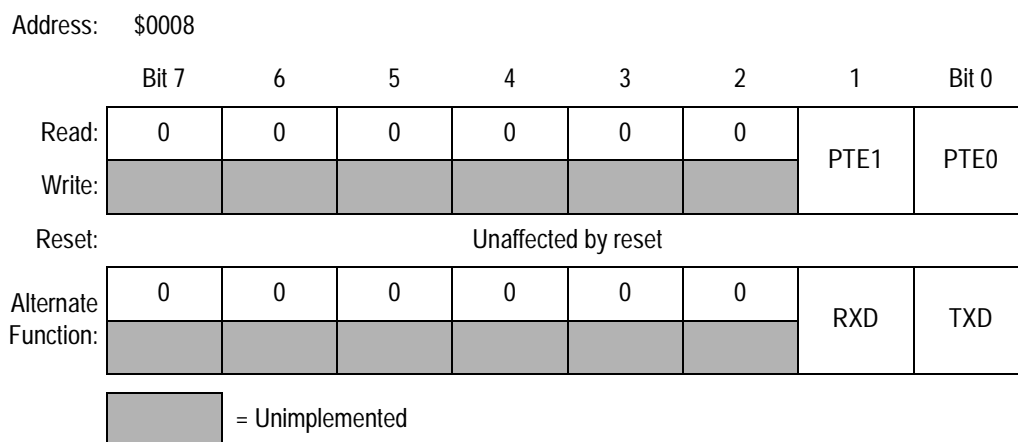 Address: $0008
Bit 7 6 5 4 3 2 1 Bit 0
Read: 0 0 0 0 0 0 PTE1 PTE0
Write:
Reset: Unaffected by reset
Alternate Function: 0 0 0 0 0 0 RXD TXD
= Unimplemented